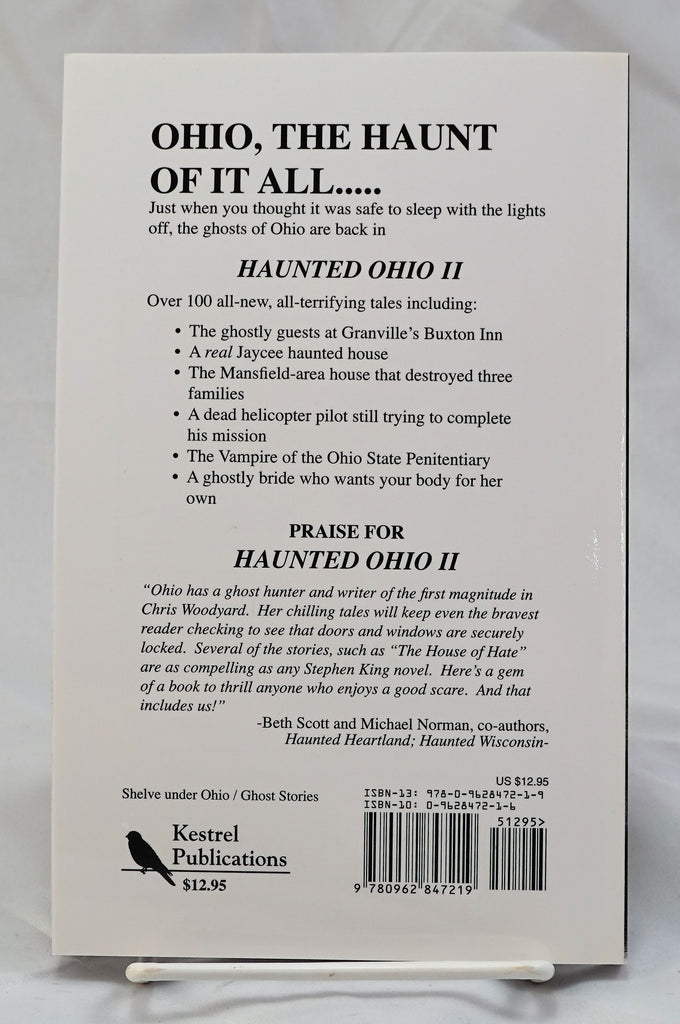 OHIO, THE HAUNT
OF IT ALL.....
Just when you thought it was safe to sleep with the lights
off, the ghosts of Ohio are back in
HAUNTED OHIO II
Over 100 all-new, all-terrifying tales including:
• The ghostly guests at Granville's Buxton Inn
• A real Jaycee haunted house
• The Mansfield-area house that destroyed three
families
• A dead helicopter pilot still trying to complete
his mission
• The Vampire of the Ohio State Penitentiary
• A ghostly bride who wants your body for her
own
PRAISE FOR
HAUNTED OHIO II
"Ohio has a ghost hunter and writer of the first magnitude in
Chris Woodyard. Her chilling tales will keep even the bravest
reader checking to see that doors and windows are securely
locked. Several of the stories, such as "The House of Hate"
are as compelling as any Stephen King novel. Here's a gem
of a book to thrill anyone who enjoys a good scare. And that
includes us!"
-Beth Scott and Michael Norman, co-authors,
Haunted Heartland; Haunted Wisconsin-
Shelve under Ohio / Ghost Stories
Kestrel
Publications
$12.95
US $12.95
ISBN-13: 978-0-9628472-1-9
ISBN-10: 0-9628472-1-6
51295>
9 780962 847219